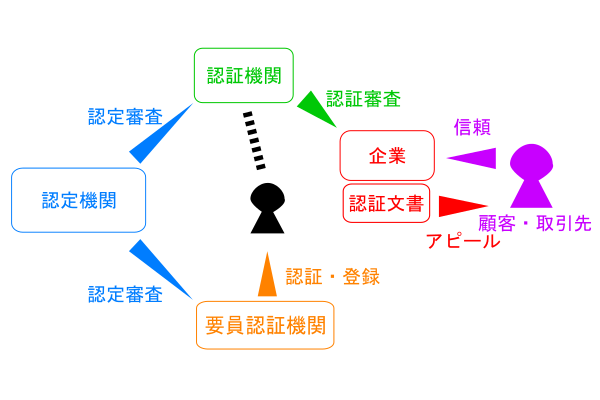 認証機関
認定審査
認証審査
信頼
企業
認定機関
認証文書
顧客・取引先
アピール
認証・登録
認定審査
要員認証機関